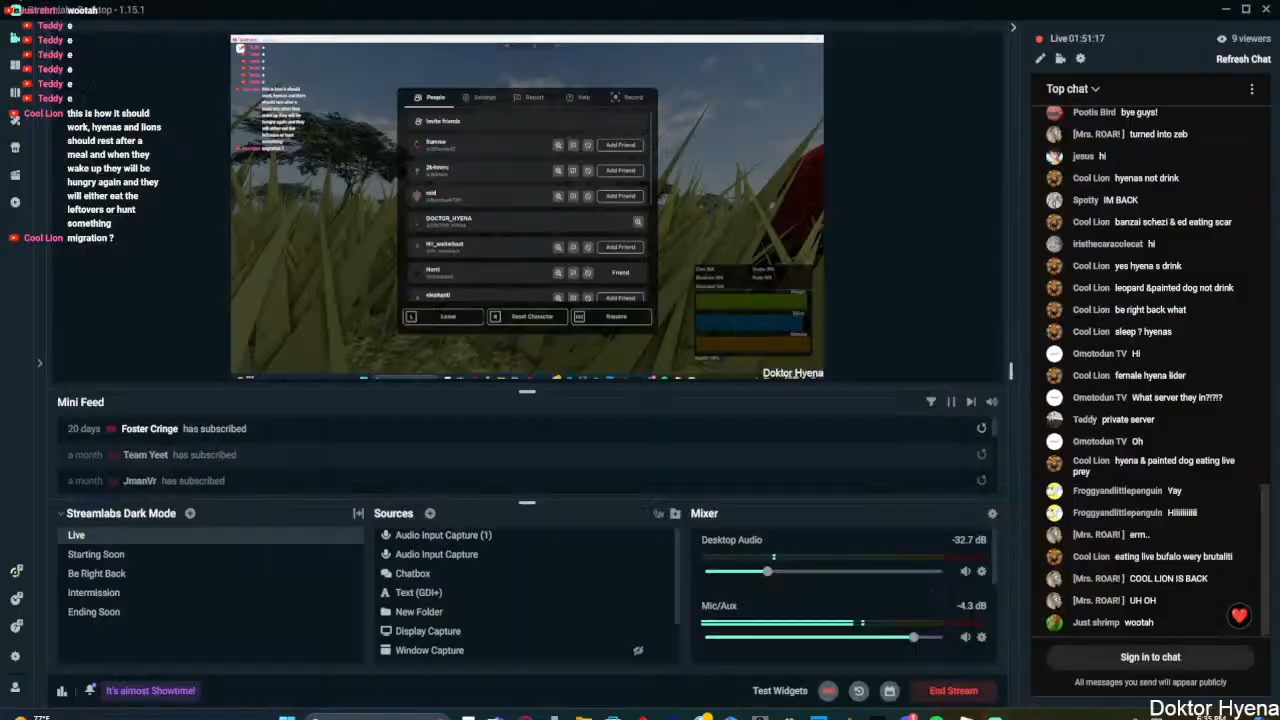 wootah
Desktop - 1.15.1
Teddy e
Teddy e
Teddy e
Teddy e
Teddy e
Teddy e
Cool Lion this is how it should
work, hyenas and lions
should rest after a
meal and when they
wake up they will be
hungry again and they
will either eat the
leftovers or hunt
something
Cool Lion migration ?
People Settings Report Help Record
Invite friends
Add Friend
Add Friend
Add Friend
DOCTOR_HYENA
Add Friend
Friend
elephant!
Add Friend
L Leave R Reset Character ESC Resume
Doktor Hyena
Live 01:51:17
9 viewers
Refresh Chat
Top chat
Pootis Bird bye guys!
[Mrs. ROAR! ] turned into zeb
jesus hi
Cool Lion hyenas not drink
Spotty IM BACK
Cool Lion banzai schezi & ed eating scar
iristhecaracolecat hi
Cool Lion yes hyena s drink
Cool Lion leopard &painted dog not drink
Cool Lion be right back what
Cool Lion sleep ? hyenas
Omotodun TV Hi
Cool Lion female hyena lider
Omotodun TV What server they in?!?!?
Teddy private server
Omotodun TV Oh
Cool Lion hyena & painted dog eating live
prey
Froggyandlittlepenguin Yay
Froggyandlittlepenguin Hiiiiiiiiiii
[Mrs. ROAR! ] erm..
Cool Lion eating live bufalo wery brutaliti
[Mrs. ROAR! ] COOL LION IS BACK
[Mrs. ROAR! ] UH OH
Just shrimp wootah
Sign in to chat
All messages you send will appear publicly
Mini Feed
20 days Foster Cringe has subscribed
a month Team Yeet has subscribed
a month JmanVr has subscribed
Streamlabs Dark Mode
Live
Starting Soon
Be Right Back
Intermission
Ending Soon
Sources
Audio Input Capture (1)
Audio Input Capture
Chatbox
Text (GDI+)
New Folder
Display Capture
Window Capture
Mixer
Desktop Audio -32.7 dB
Mic/Aux -4.3 dB
It's almost Showtime!
Test Widgets
End Stream
Doktor Hyena
77°F